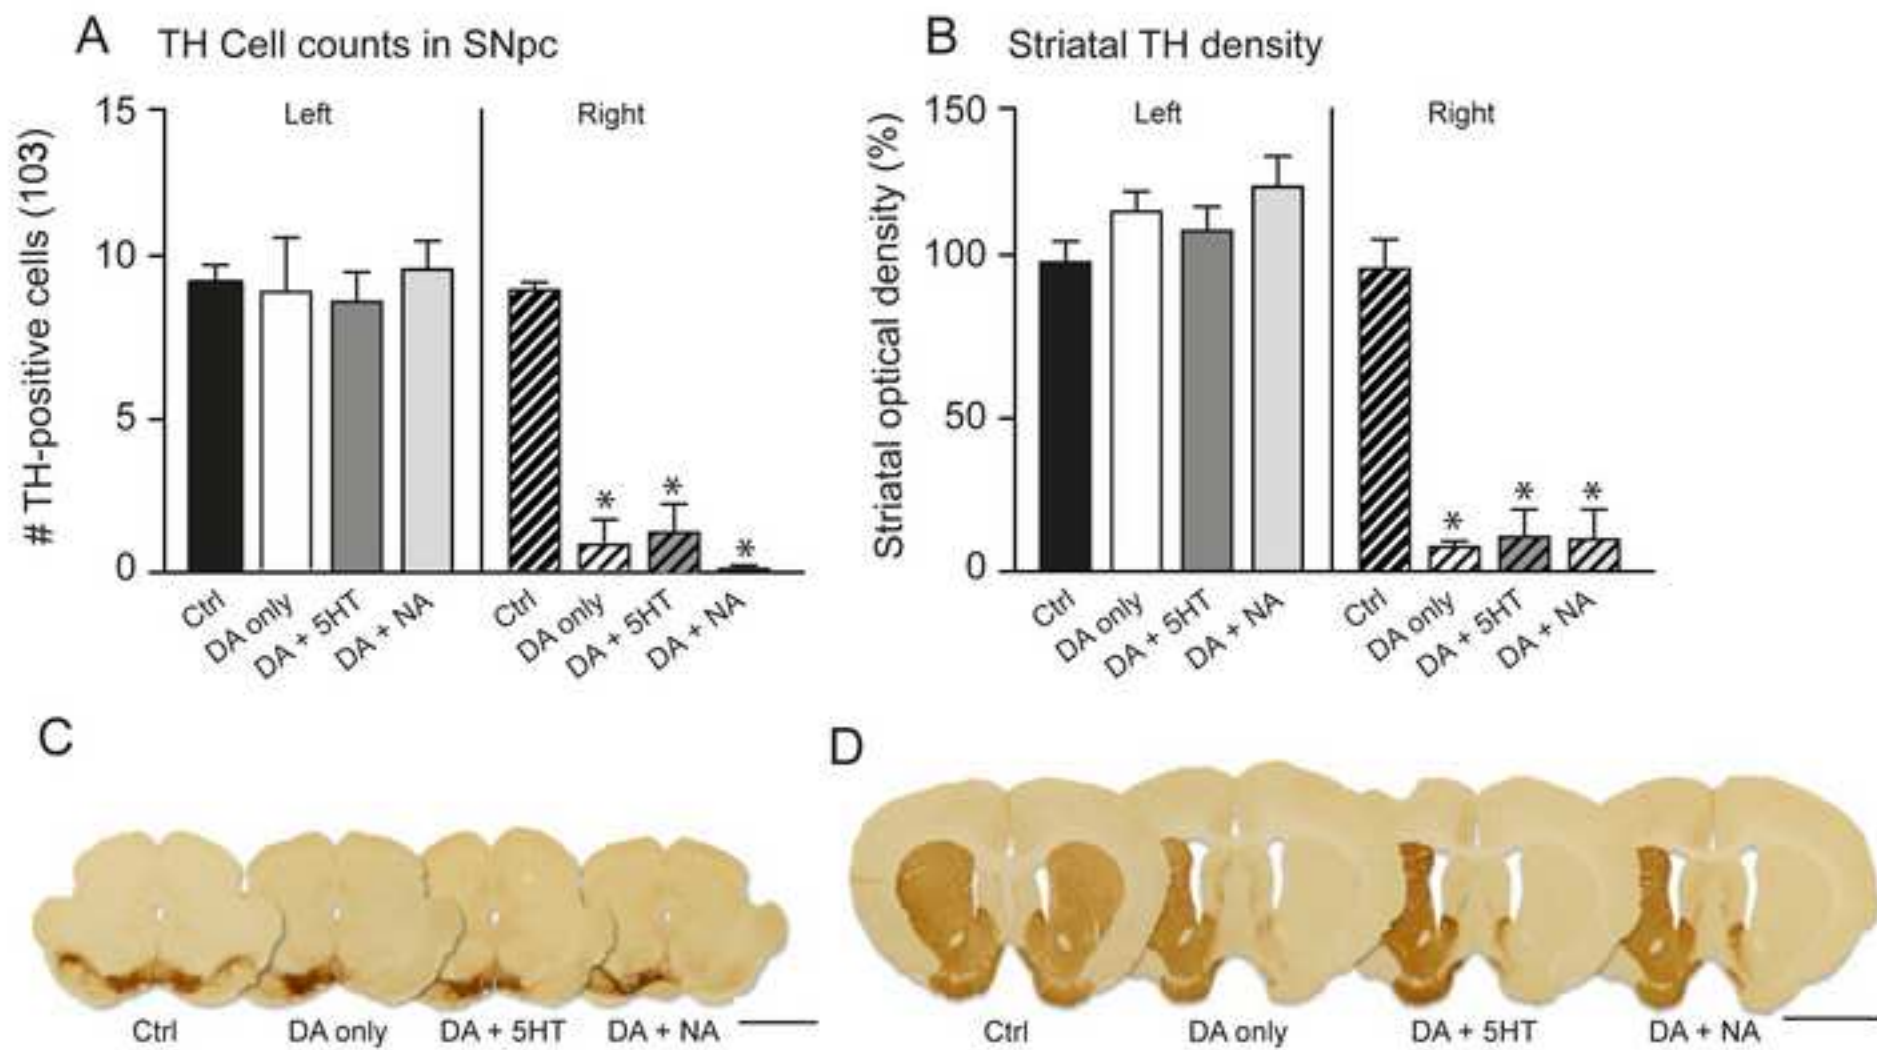 A TH Cell counts in SNpc
# TH-positive cells (103)
15
10
5
0
Left
Right
*
*
*
Ctrl
DA only
DA + 5HT
DA + NA
Ctrl
DA only
DA + 5HT
DA + NA
B Striatal TH density
Striatal optical density (%)
150
100
50
0
Left
Right
*
*
*
Ctrl
DA only
DA + 5HT
DA + NA
Ctrl
DA only
DA + 5HT
DA + NA
C
Ctrl DA only DA + 5HT DA + NA
D
Ctrl DA only DA + 5HT DA + NA